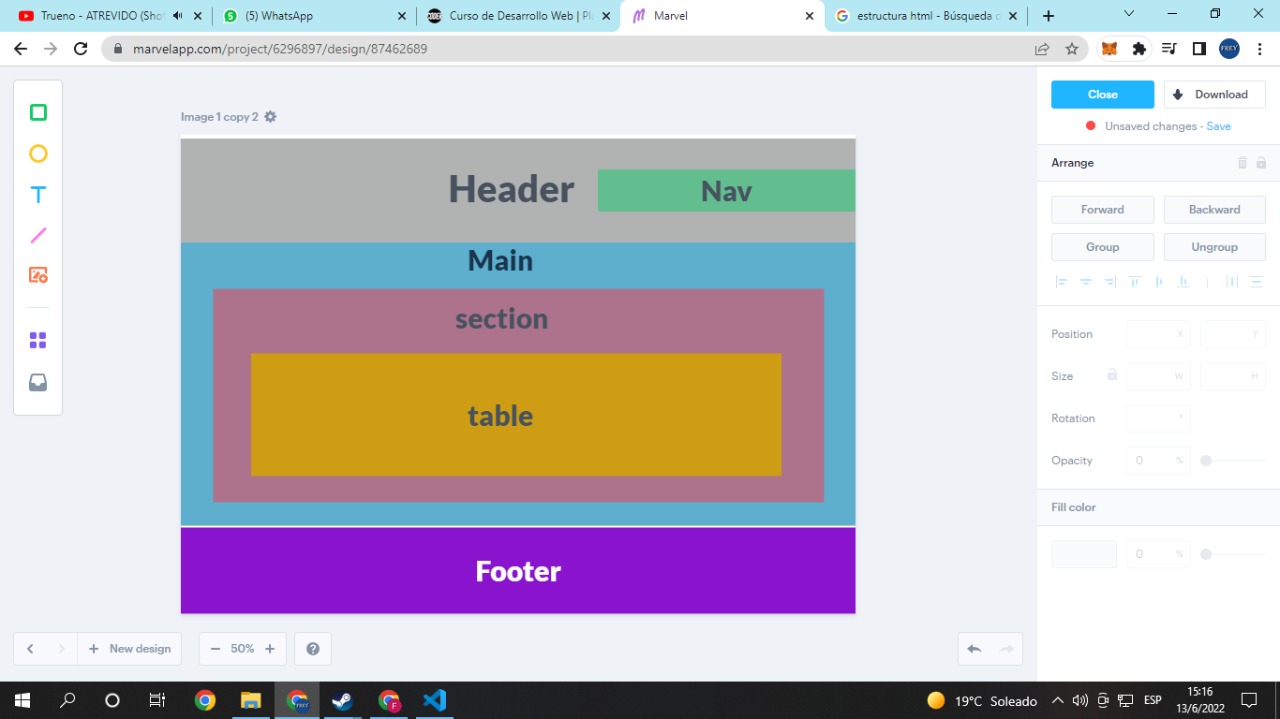 Trueno - ATREVIDO (Shot
(5) WhatsApp
Curso de Desarrollo Web | Pl
Marvel
estructura html - Búsqueda d
marvelapp.com/project/6296897/design/87462689
Image 1 copy 2
Close
Download
Unsaved changes - Save
Arrange
Forward
Backward
Group
Ungroup
Position
X
Y
Size
W
H
Rotation
°
Opacity
0 %
Fill color
0 %
Header
Nav
Main
section
table
Footer
New design
50%
19°C Soleado
ESP
15:16
13/6/2022